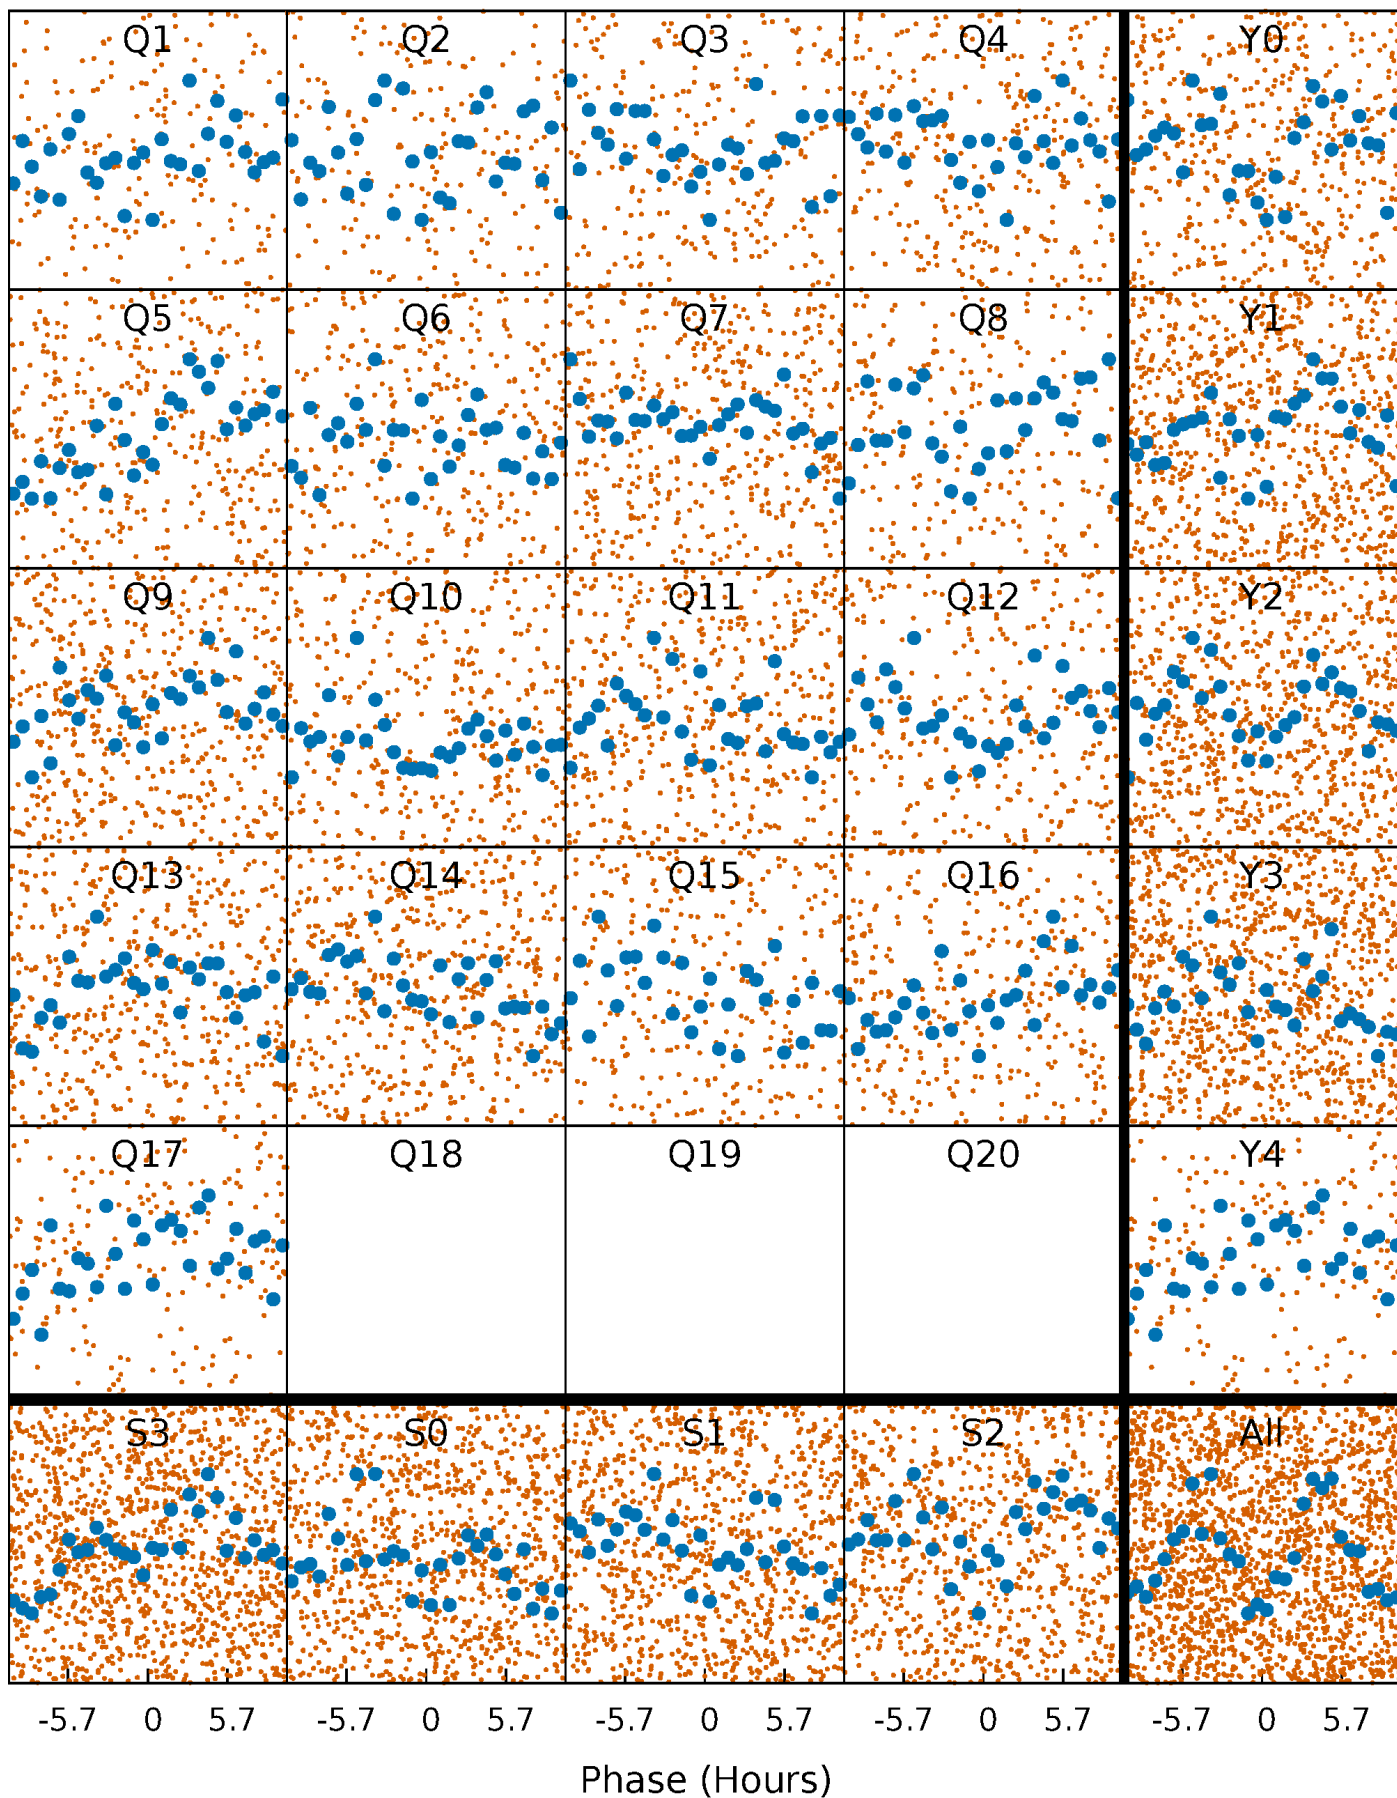 Q1 Q2 Q3 Q4 Y0
Q5 Q6 Q7 Q8 Y1
Q9 Q10 Q11 Q12 Y2
Q13 Q14 Q15 Q16 Y3
Q17 Q18 Q19 Q20 Y4
S3 S0 S1 S2 All
-5.7 0 5.7 -5.7 0 5.7 -5.7 0 5.7 -5.7 0 5.7 -5.7 0 5.7
Phase (Hours)